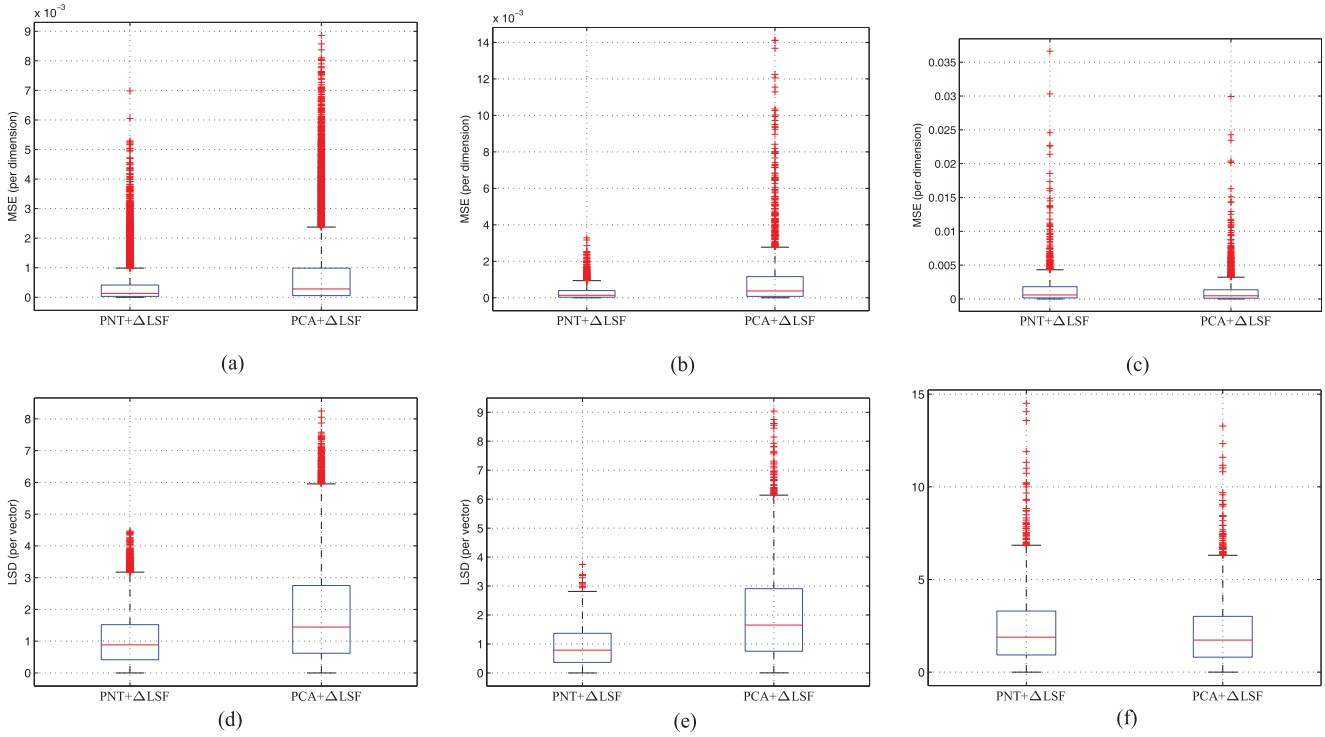 x 10⁻³
9
8
7
6
5
4
3
2
1
0
MSE (per dimension)
PNT+ΔLSF
PCA+ΔLSF
(a)
x 10⁻³
14
12
10
8
6
4
2
0
MSE (per dimension)
PNT+ΔLSF
PCA+ΔLSF
(b)
0.035
0.03
0.025
0.02
0.015
0.01
0.005
0
MSE (per dimension)
PNT+ΔLSF
PCA+ΔLSF
(c)
8
7
6
5
4
3
2
1
0
LSD (per vector)
PNT+ΔLSF
PCA+ΔLSF
(d)
9
8
7
6
5
4
3
2
1
0
LSD (per vector)
PNT+ΔLSF
PCA+ΔLSF
(e)
15
10
5
0
PNT+ΔLSF
PCA+ΔLSF
(f)